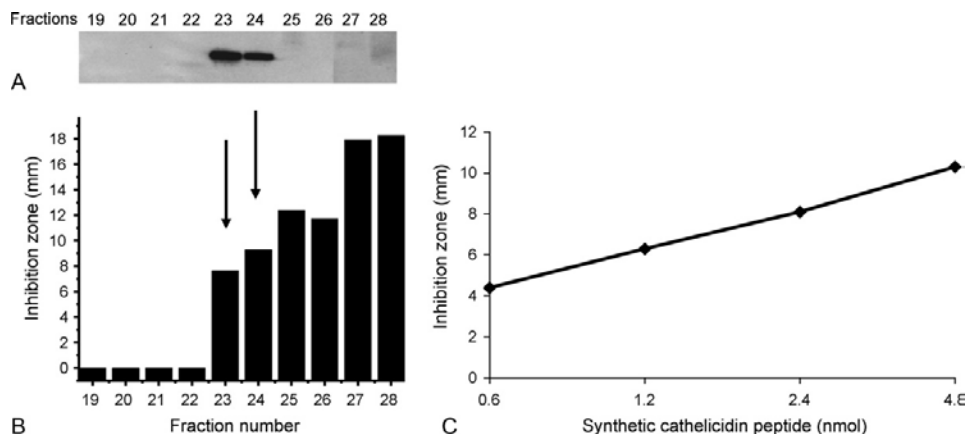 Fractions 19 20 21 22 23 24 25 26 27 28
A
18
16
14
12
10
8
6
4
2
0
Inhibition zone (mm)
19 20 21 22 23 24 25 26 27 28
Fraction number
B
12
10
8
6
4
2
0
Inhibition zone (mm)
0.6 1.2 2.4 4.8
Synthetic cathelicidin peptide (nmol)
C